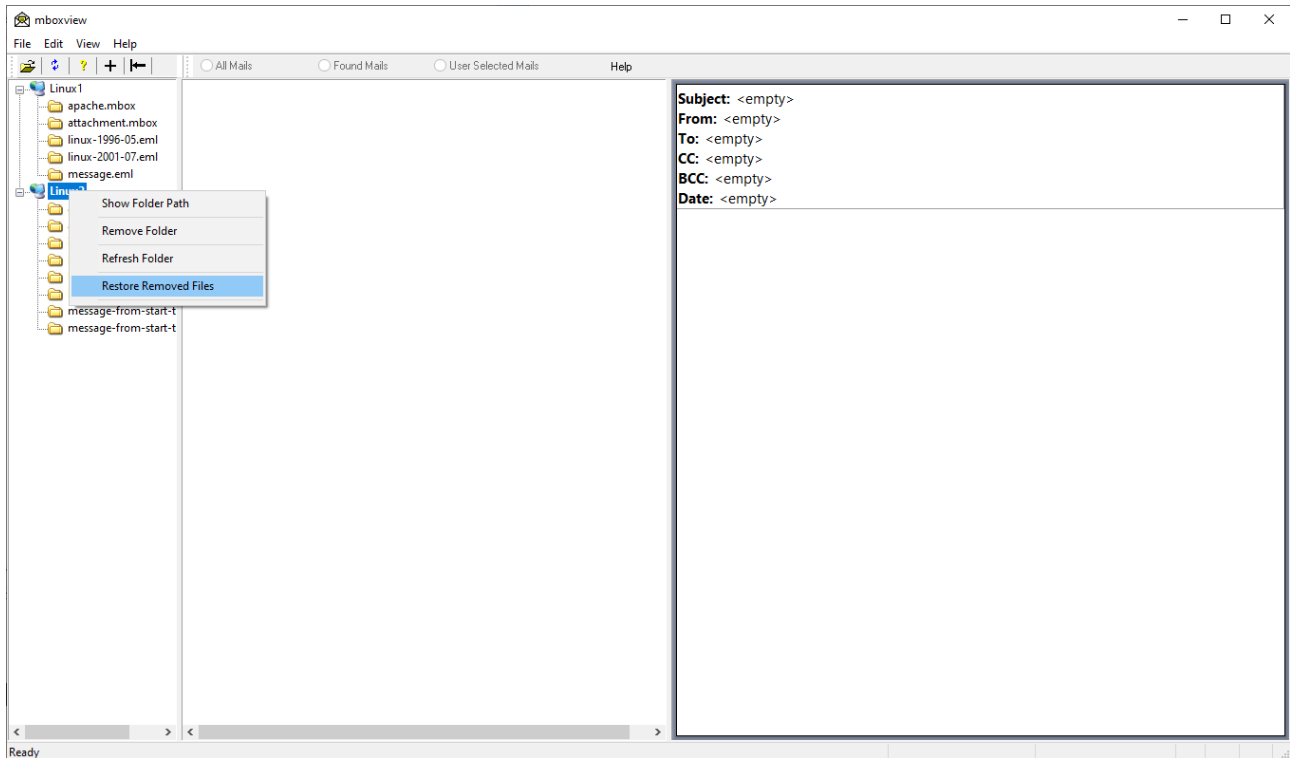 mboxview
File Edit View Help
All Mails Found Mails User Selected Mails Help
Linux1
apache.mbox
attachment.mbox
linux-1996-05.eml
linux-2001-07.eml
message.eml
Show Folder Path
Remove Folder
Refresh Folder
Restore Removed Files
message-from-start-t
message-from-start-t
Subject: <empty>
From: <empty>
To: <empty>
CC: <empty>
BCC: <empty>
Date: <empty>
Ready